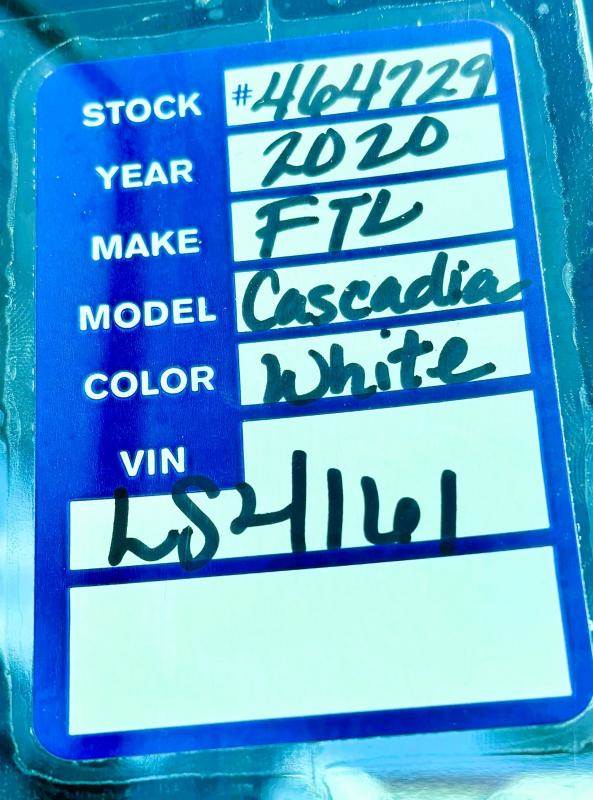 STOCK #464729
YEAR 2020
MAKE FTL
MODEL Cascadia
COLOR White
VIN
LS4161